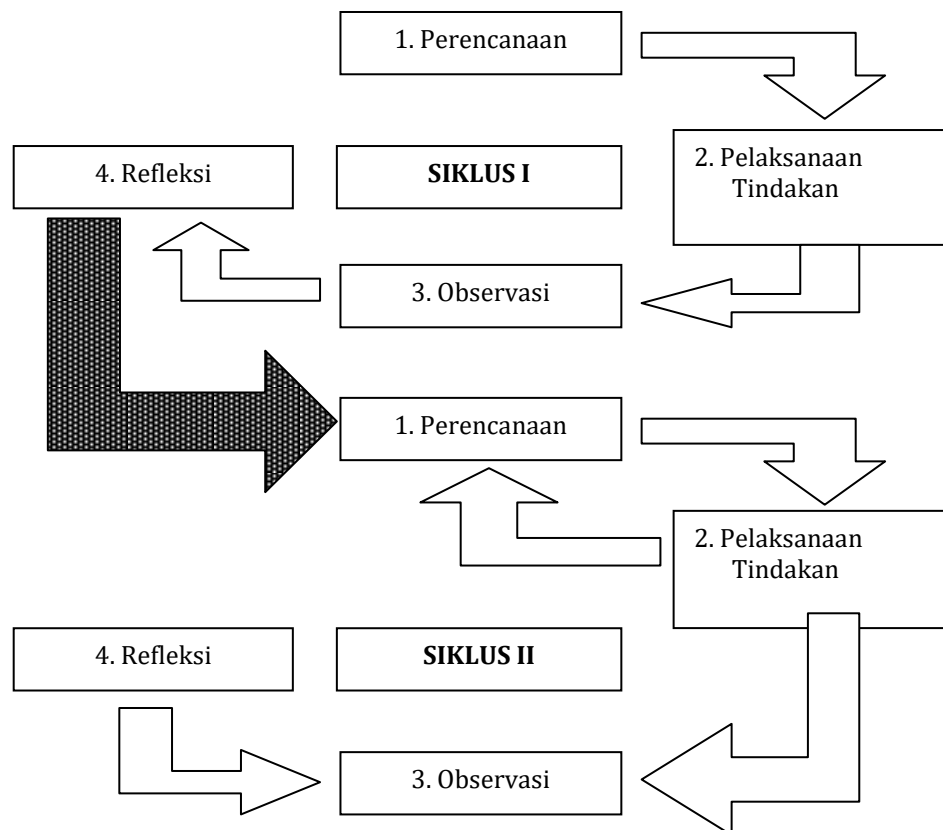 1. Perencanaan
4. Refleksi
SIKLUS I
2. Pelaksanaan
Tindakan
3. Observasi
1. Perencanaan
2. Pelaksanaan
Tindakan
4. Refleksi
SIKLUS II
3. Observasi